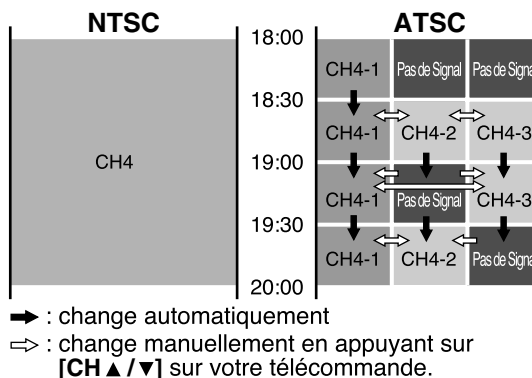 NTSC
ATSC
18:00
CH4-1 Pas de Signal Pas de Signal
18:30
CH4-1 CH4-2 CH4-3
CH4
19:00
CH4-1 Pas de Signal CH4-3
19:30
CH4-1 CH4-2 Pas de Signal
20:00
: change automatiquement
: change manuellement en appuyant sur
[CH ▲ / ▼] sur votre télécommande.